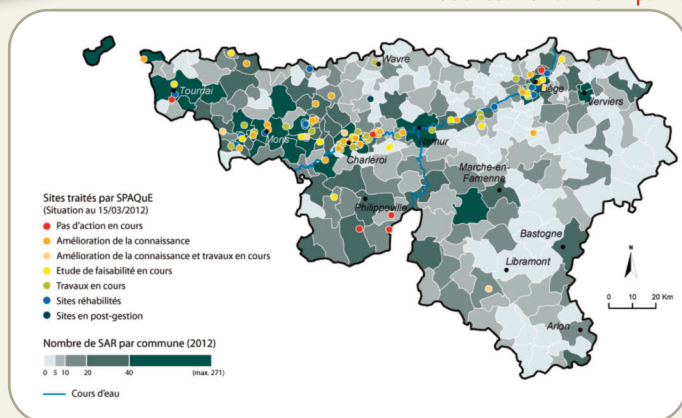 Wavre
Tournai
Liège
Verviers
Mons
Namur
Charleroi
Marche-en-
Famenne
Philippeville
Bastogne
Libramont
Arlon
Sites traités par SPAQuE
(Situation au 15/03/2012)
Pas d'action en cours
Amélioration de la connaissance
Amélioration de la connaissance et travaux en cours
Etude de faisabilité en cours
Travaux en cours
Sites réhabilités
Sites en post-gestion
N
0 10 20 Km
Nombre de SAR par commune (2012)
0 5 10 20 40 (max. 271)
Cours d'eau